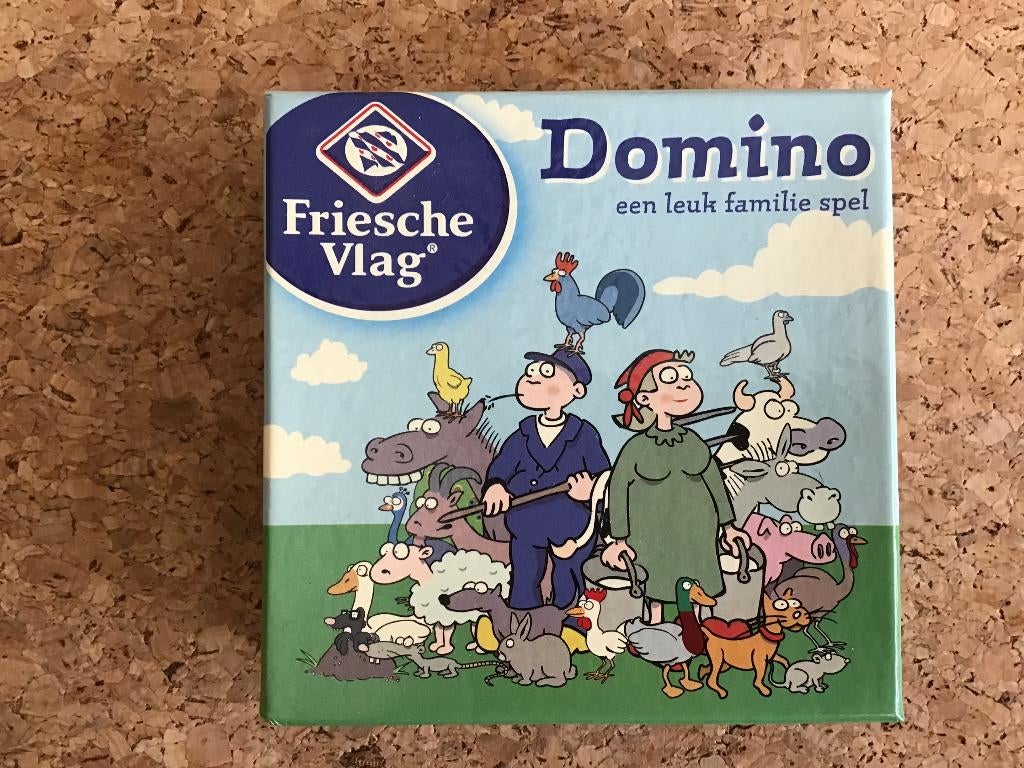 Friesche
Vlag®
Domino
een leuk familie spel